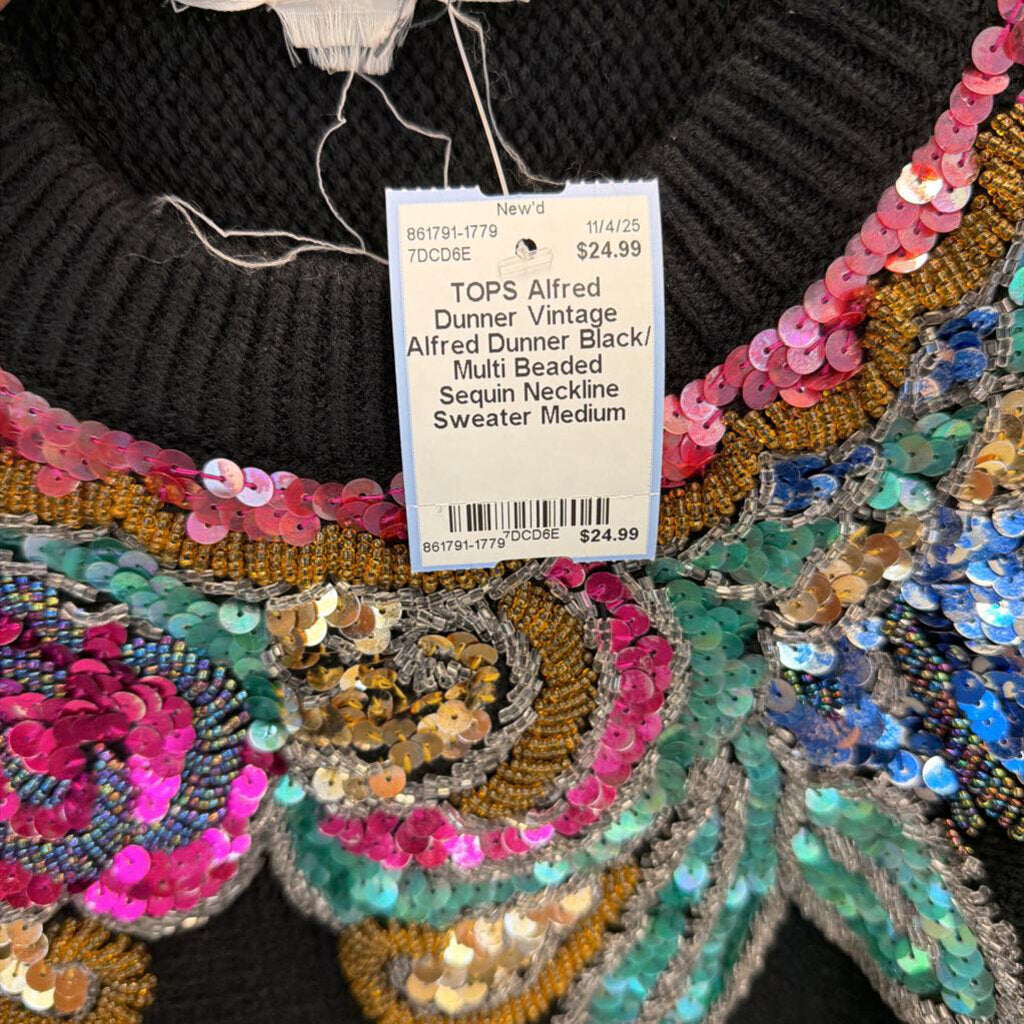 New'd
861791-1779 11/4/25
7DCD6E $24.99
TOPS Alfred
Dunner Vintage
Alfred Dunner Black/
Multi Beaded
Sequin Neckline
Sweater Medium
861791-1779 7DCD6E $24.99